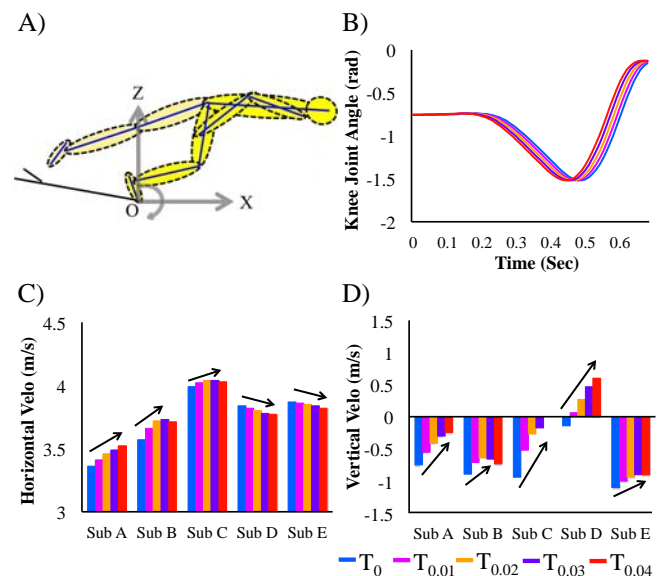 A)
Z
O
X
B)
Knee Joint Angle (rad)
0
-0.5
-1
-1.5
-2
0 0.1 0.2 0.3 0.4 0.5 0.6
Time (Sec)
C)
Horizontal Velo (m/s)
4.5
4
3.5
3
Sub A Sub B Sub C Sub D Sub E
D)
Vertical Velo (m/s)
1.5
1
0.5
0
-0.5
-1
-1.5
Sub A Sub B Sub C Sub D Sub E
T0 T0.01 T0.02 T0.03 T0.04